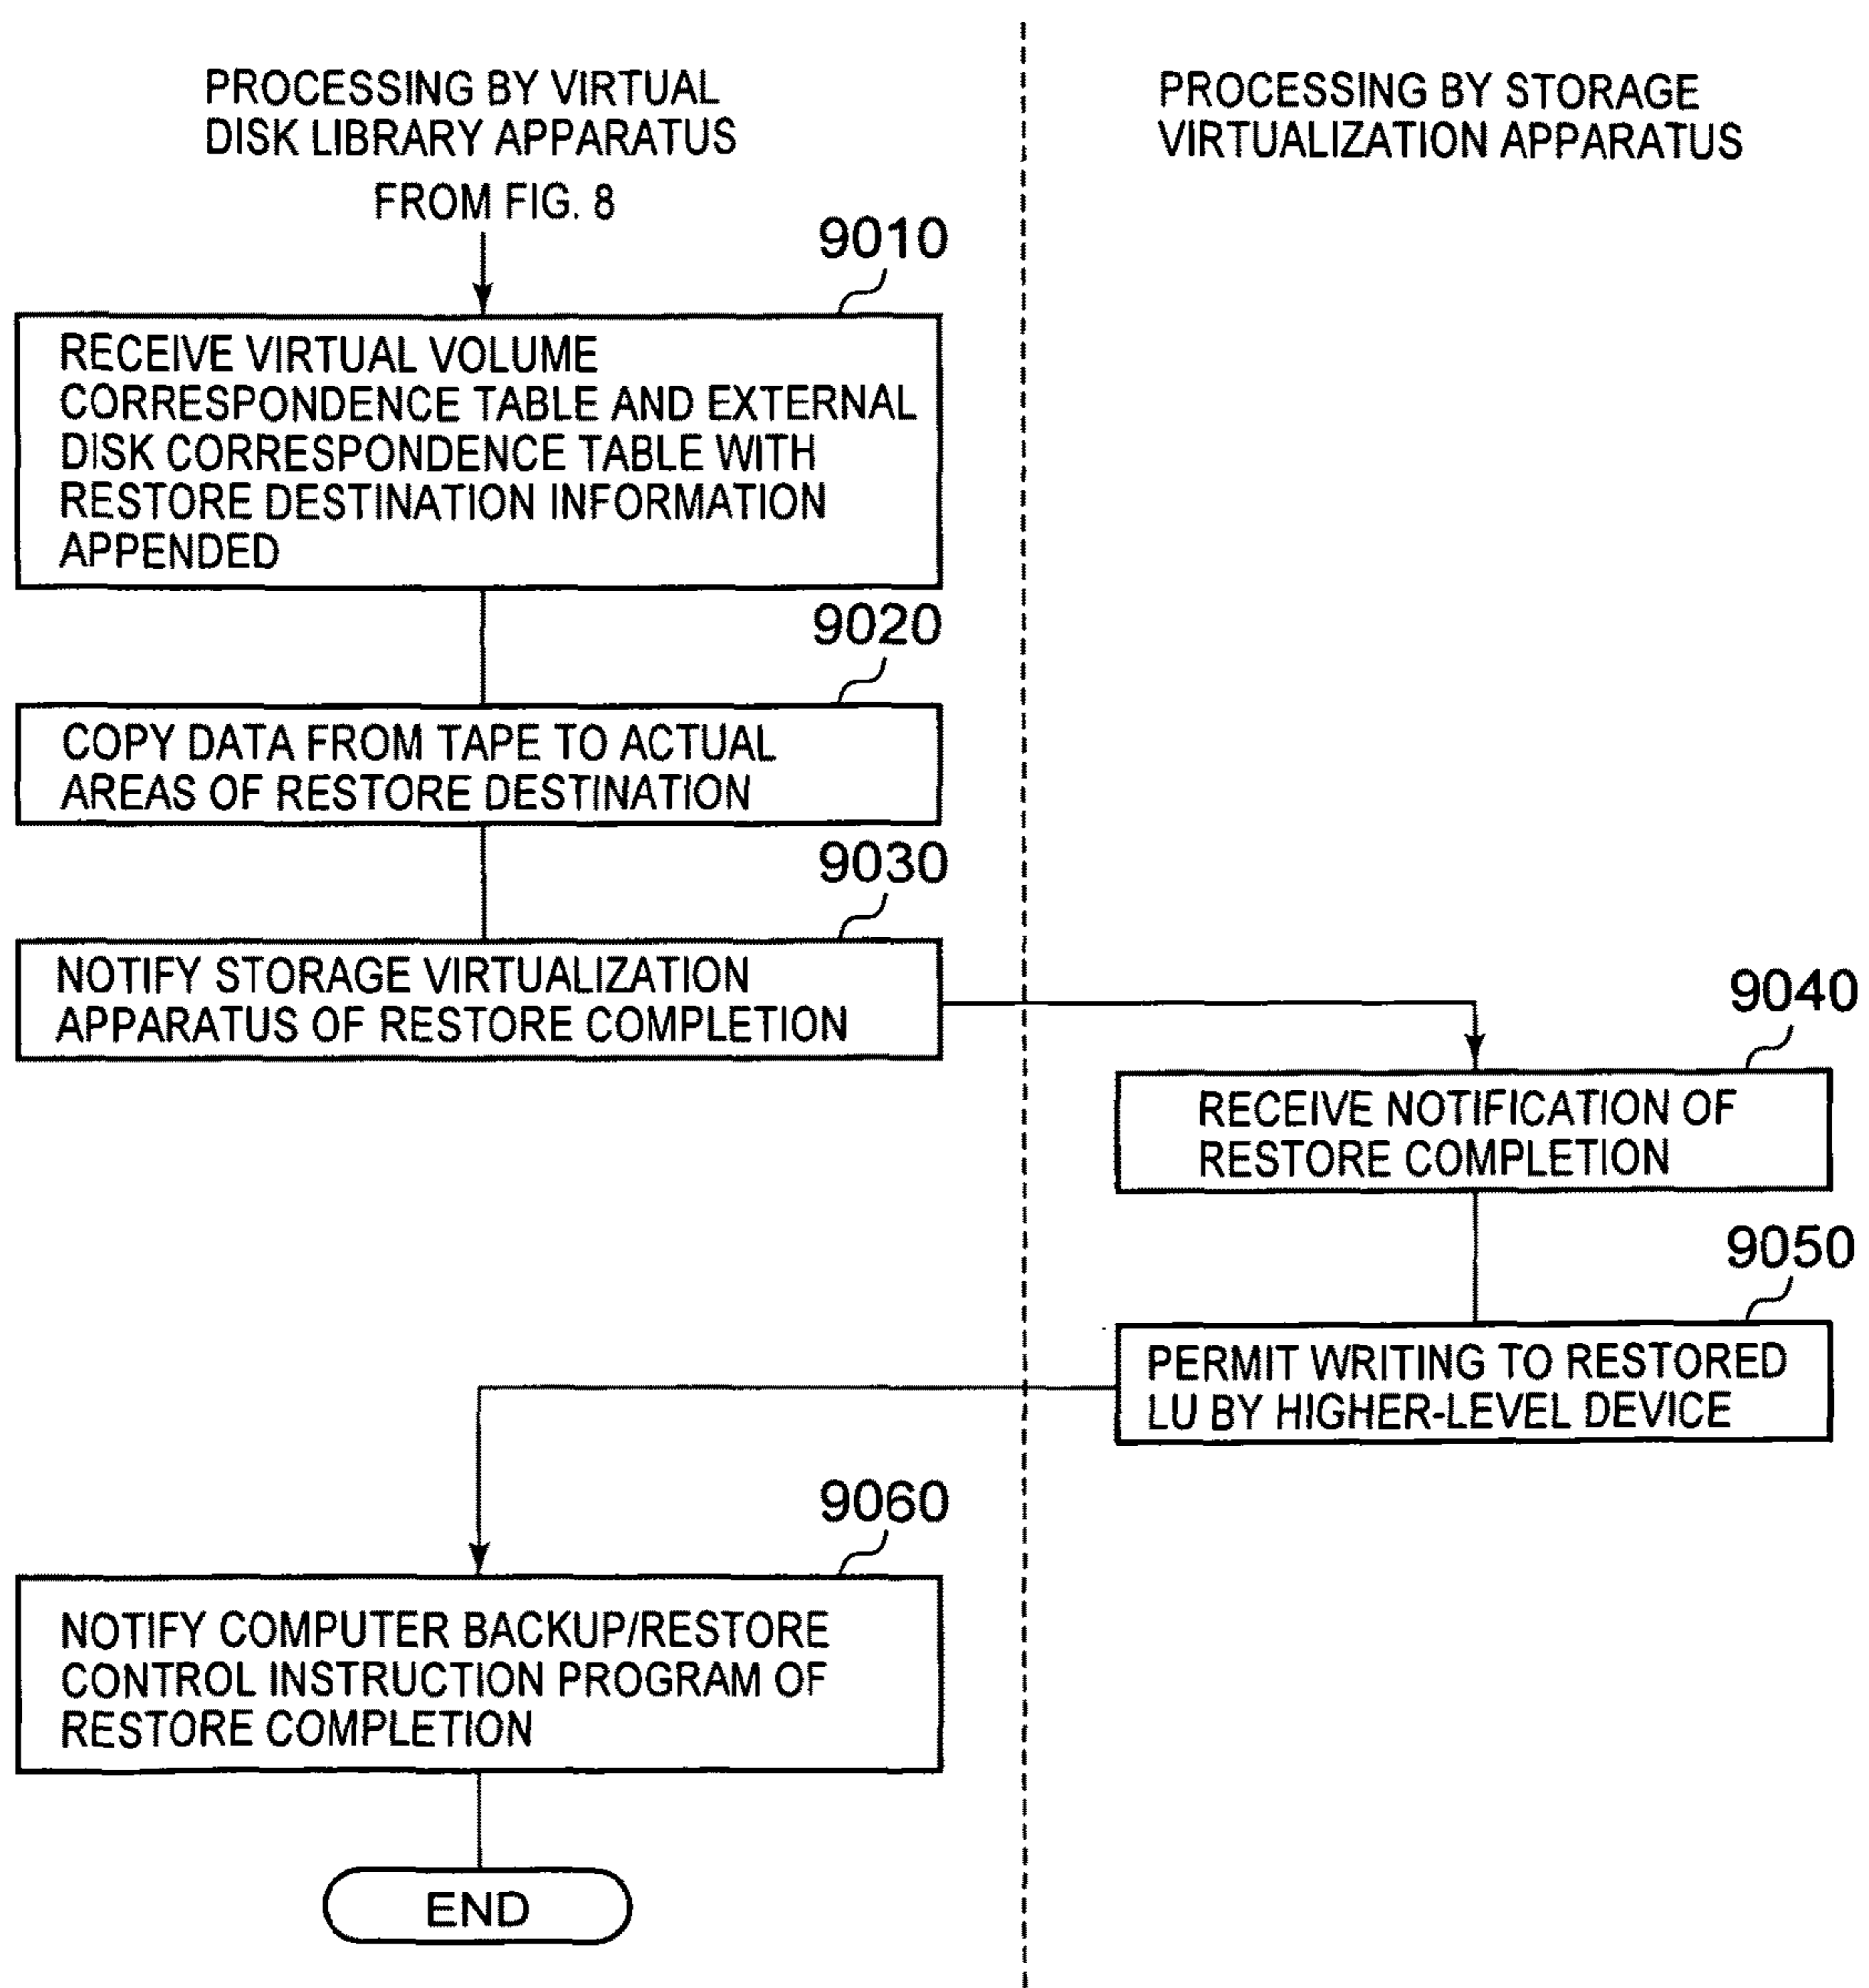 PROCESSING BY VIRTUAL
DISK LIBRARY APPARATUS
FROM FIG. 8
PROCESSING BY STORAGE
VIRTUALIZATION APPARATUS
9010
RECEIVE VIRTUAL VOLUME
CORRESPONDENCE TABLE AND EXTERNAL
DISK CORRESPONDENCE TABLE WITH
RESTORE DESTINATION INFORMATION
APPENDED
9020
COPY DATA FROM TAPE TO ACTUAL
AREAS OF RESTORE DESTINATION
9030
NOTIFY STORAGE VIRTUALIZATION
APPARATUS OF RESTORE COMPLETION
9040
RECEIVE NOTIFICATION OF
RESTORE COMPLETION
9050
PERMIT WRITING TO RESTORED
LU BY HIGHER-LEVEL DEVICE
9060
NOTIFY COMPUTER BACKUP/RESTORE
CONTROL INSTRUCTION PROGRAM OF
RESTORE COMPLETION
END